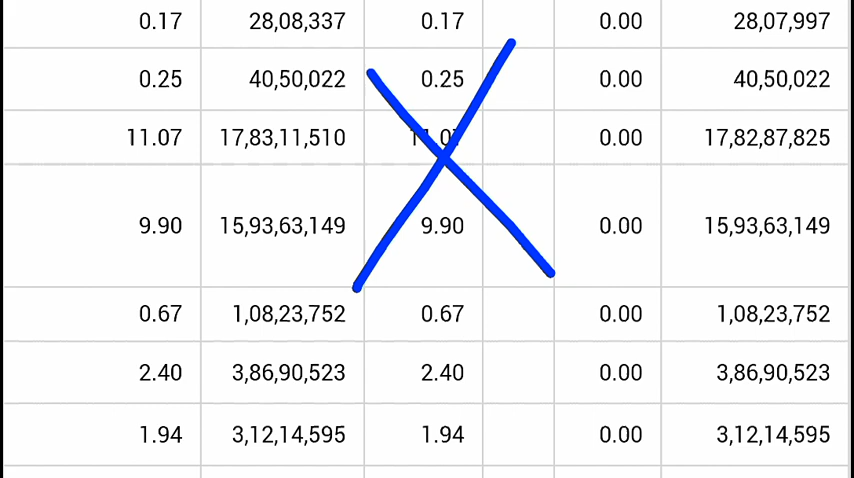 0.17 28,08,337 0.17 0.00 28,07,997
0.25 40,50,022 0.25 0.00 40,50,022
11.07 17,83,11,510 11.07 0.00 17,82,87,825
9.90 15,93,63,149 9.90 0.00 15,93,63,149
0.67 1,08,23,752 0.67 0.00 1,08,23,752
2.40 3,86,90,523 2.40 0.00 3,86,90,523
1.94 3,12,14,595 1.94 0.00 3,12,14,595